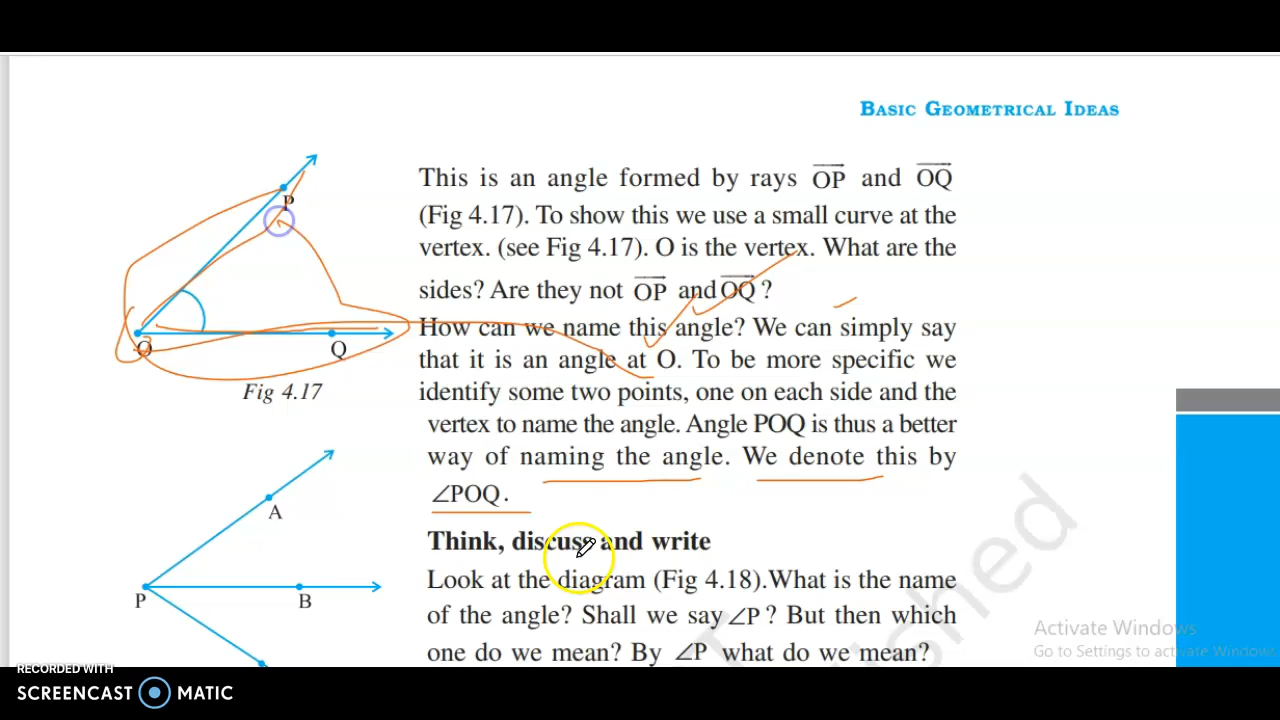 BASIC GEOMETRICAL IDEAS
P
O
Q
Fig 4.17
This is an angle formed by rays OP and OQ
(Fig 4.17). To show this we use a small curve at the
vertex. (see Fig 4.17). O is the vertex. What are the
sides? Are they not OP and OQ ?
How can we name this angle? We can simply say
that it is an angle at O. To be more specific we
identify some two points, one on each side and the
vertex to name the angle. Angle POQ is thus a better
way of naming the angle. We denote this by
∠POQ.
A
P
B
Think, discuss and write
Look at the diagram (Fig 4.18).What is the name
of the angle? Shall we say ∠P ? But then which
one do we mean? By ∠P what do we mean?
Activate Windows
Go to Settings to activate Windows.
RECORDED WITH
SCREENCAST MATIC